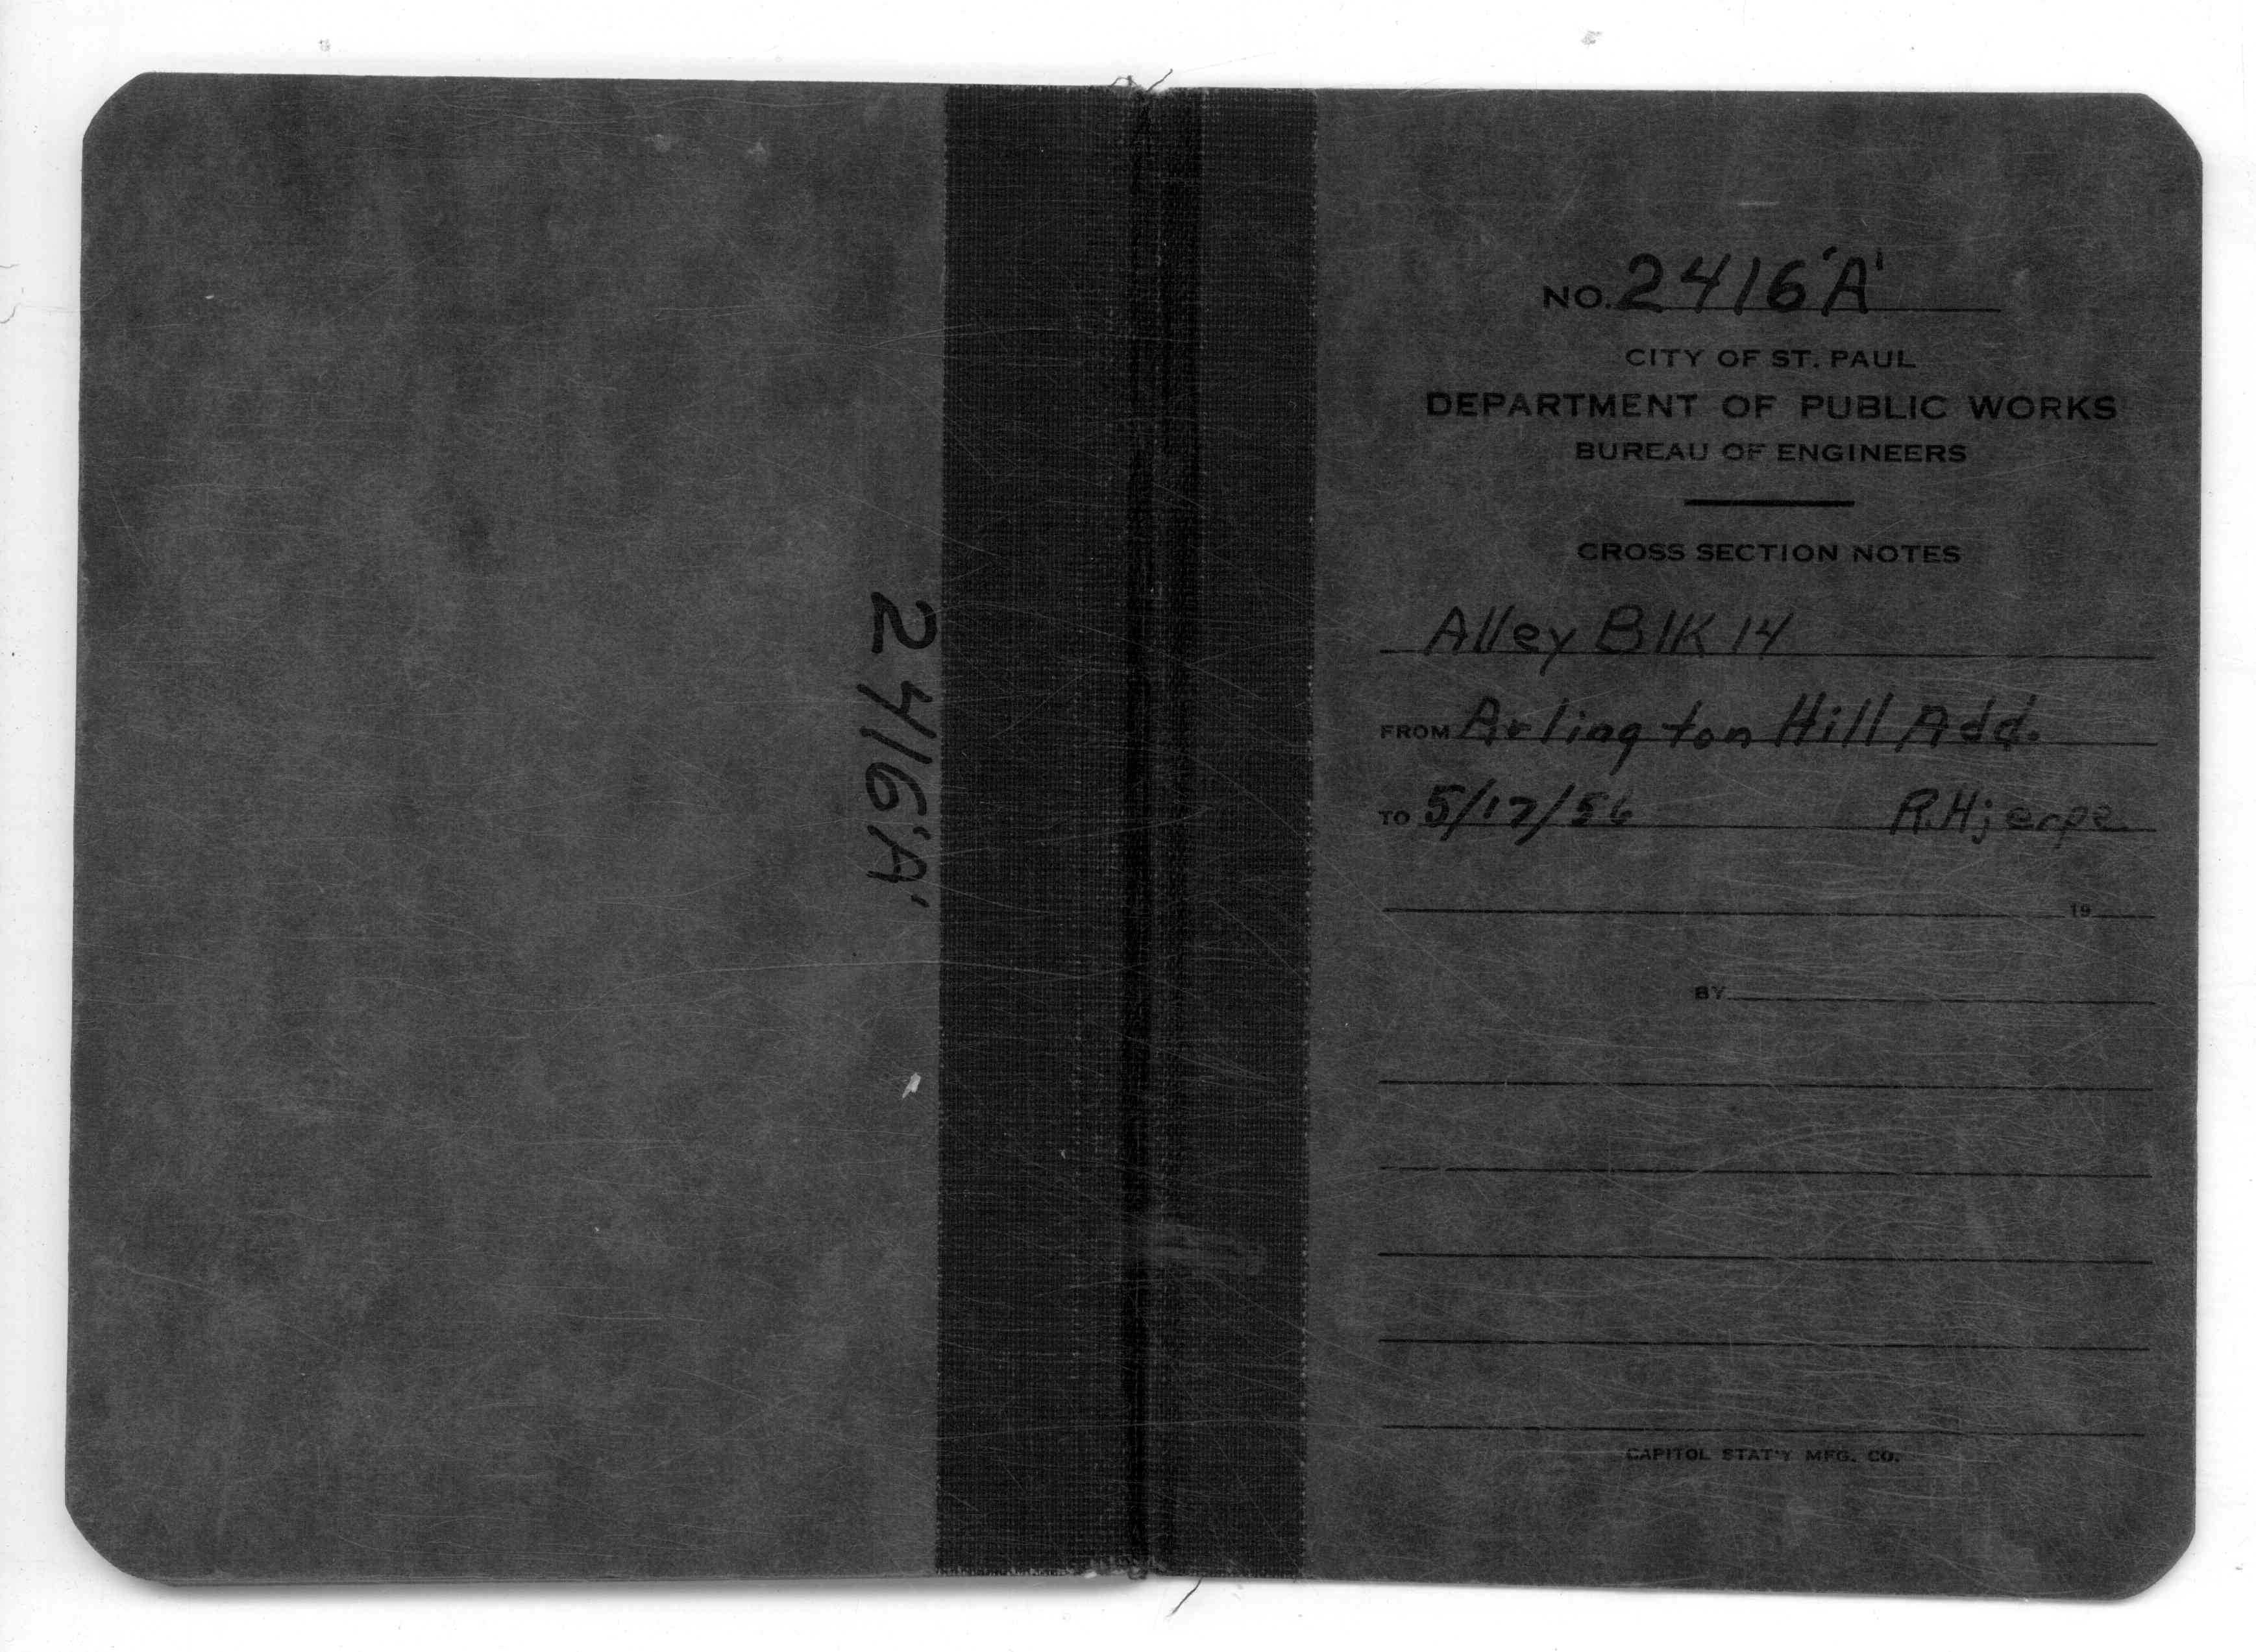 2416'A'
NO. 2416'A'
CITY OF ST. PAUL
DEPARTMENT OF PUBLIC WORKS
BUREAU OF ENGINEERS
CROSS SECTION NOTES
Alley Blk 14
FROM Arlington Hill Add.
TO 5/17/56 R. Hjerpe
19
BY
CAPITOL STAT'Y MFG. CO.